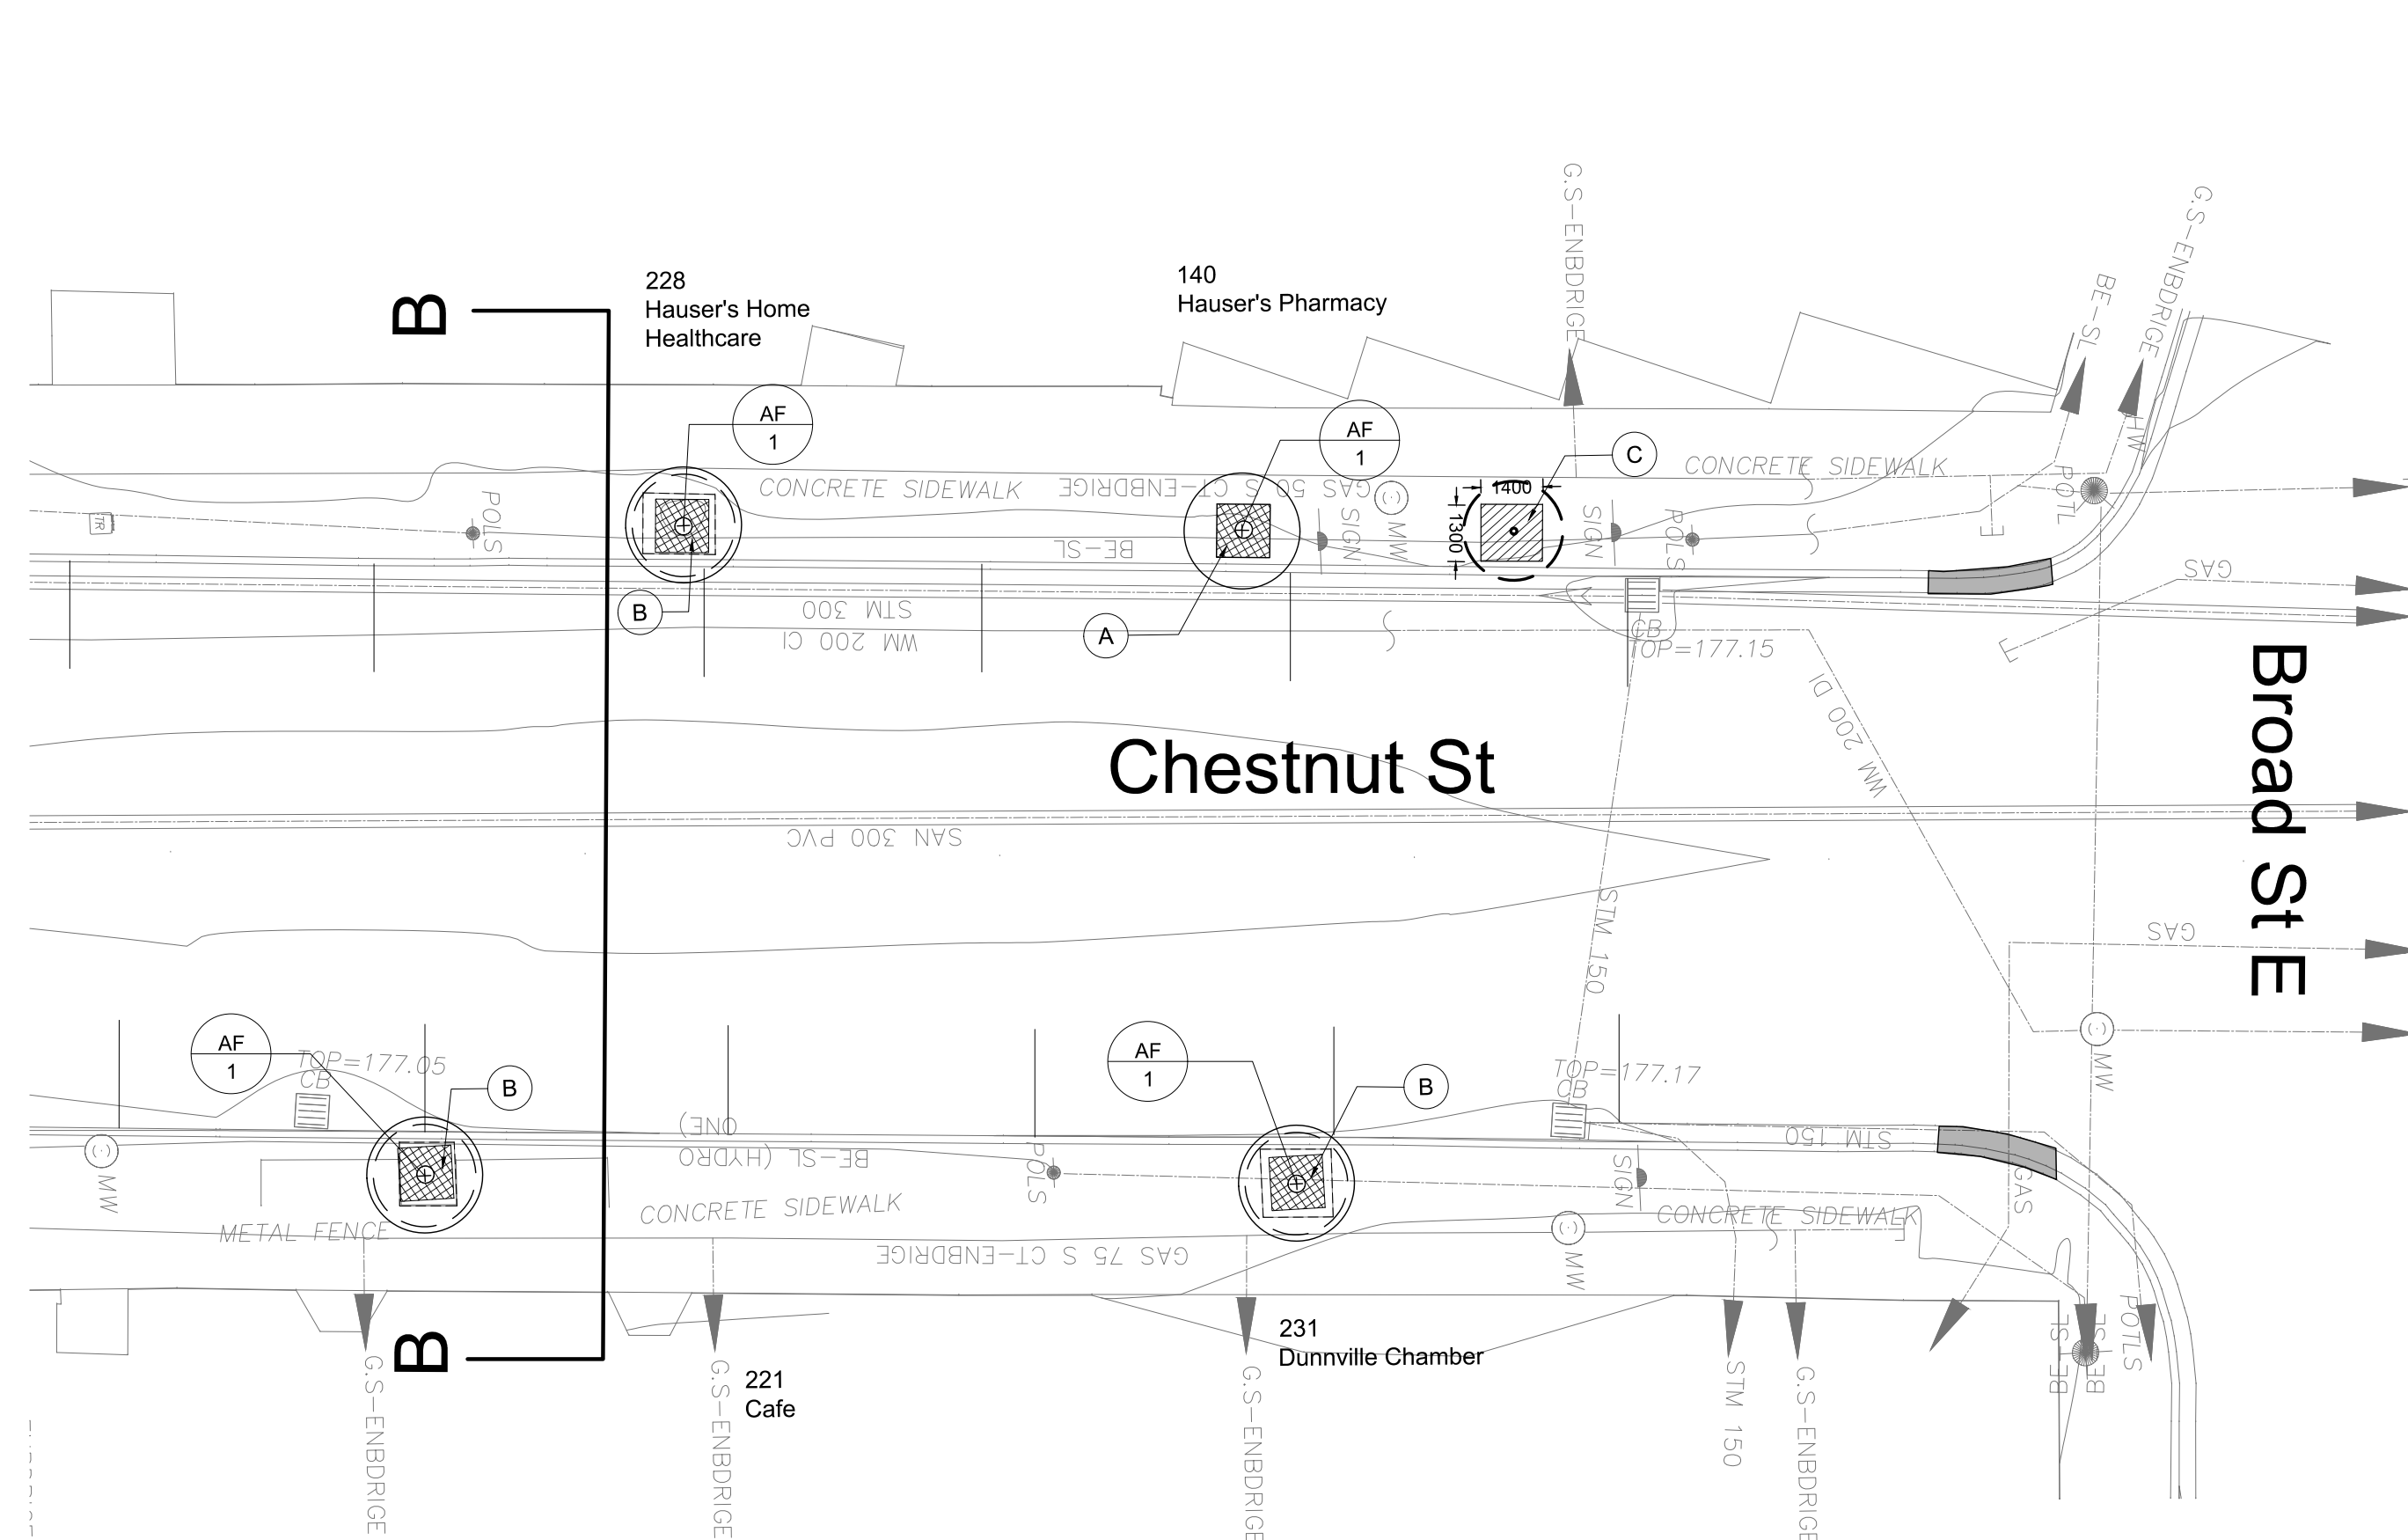 G.S-ENBDRIGE
G.S-ENBDRIGE
BE-SL
B
228
Hauser's Home
Healthcare
140
Hauser's Pharmacy
AF
1
AF
1
C
HW
CONCRETE SIDEWALK
CONCRETE SIDEWALK
GAS 50 S CT-ENBDRIGE
1400
1300
POTL
TR
POLS
BE-SL
SIGN
MW
SIGN
POLS
GAS
B
A
STM 300
WM 200 CI
CB
TOP=177.15
WM 200 DI
Chestnut St
Broad St E
SAN 300 PVC
STM 150
GAS
AF
1
TOP=177.05
CB
B
AF
1
B
TOP=177.17
CB
MW
BE-SL (HYDRO
ONE)
STM 150
MW
POLS
SIGN
GAS
METAL FENCE
CONCRETE SIDEWALK
CONCRETE SIDEWALK
GAS 75 S CT-ENBDRIGE
MW
B
231
Dunnville Chamber
221
Cafe
POTLS
BE-SL
BE-SL
G.S-ENBDRIGE
G.S-ENBDRIGE
G.S-ENBDRIGE
STM 150
G.S-ENBDRIGE